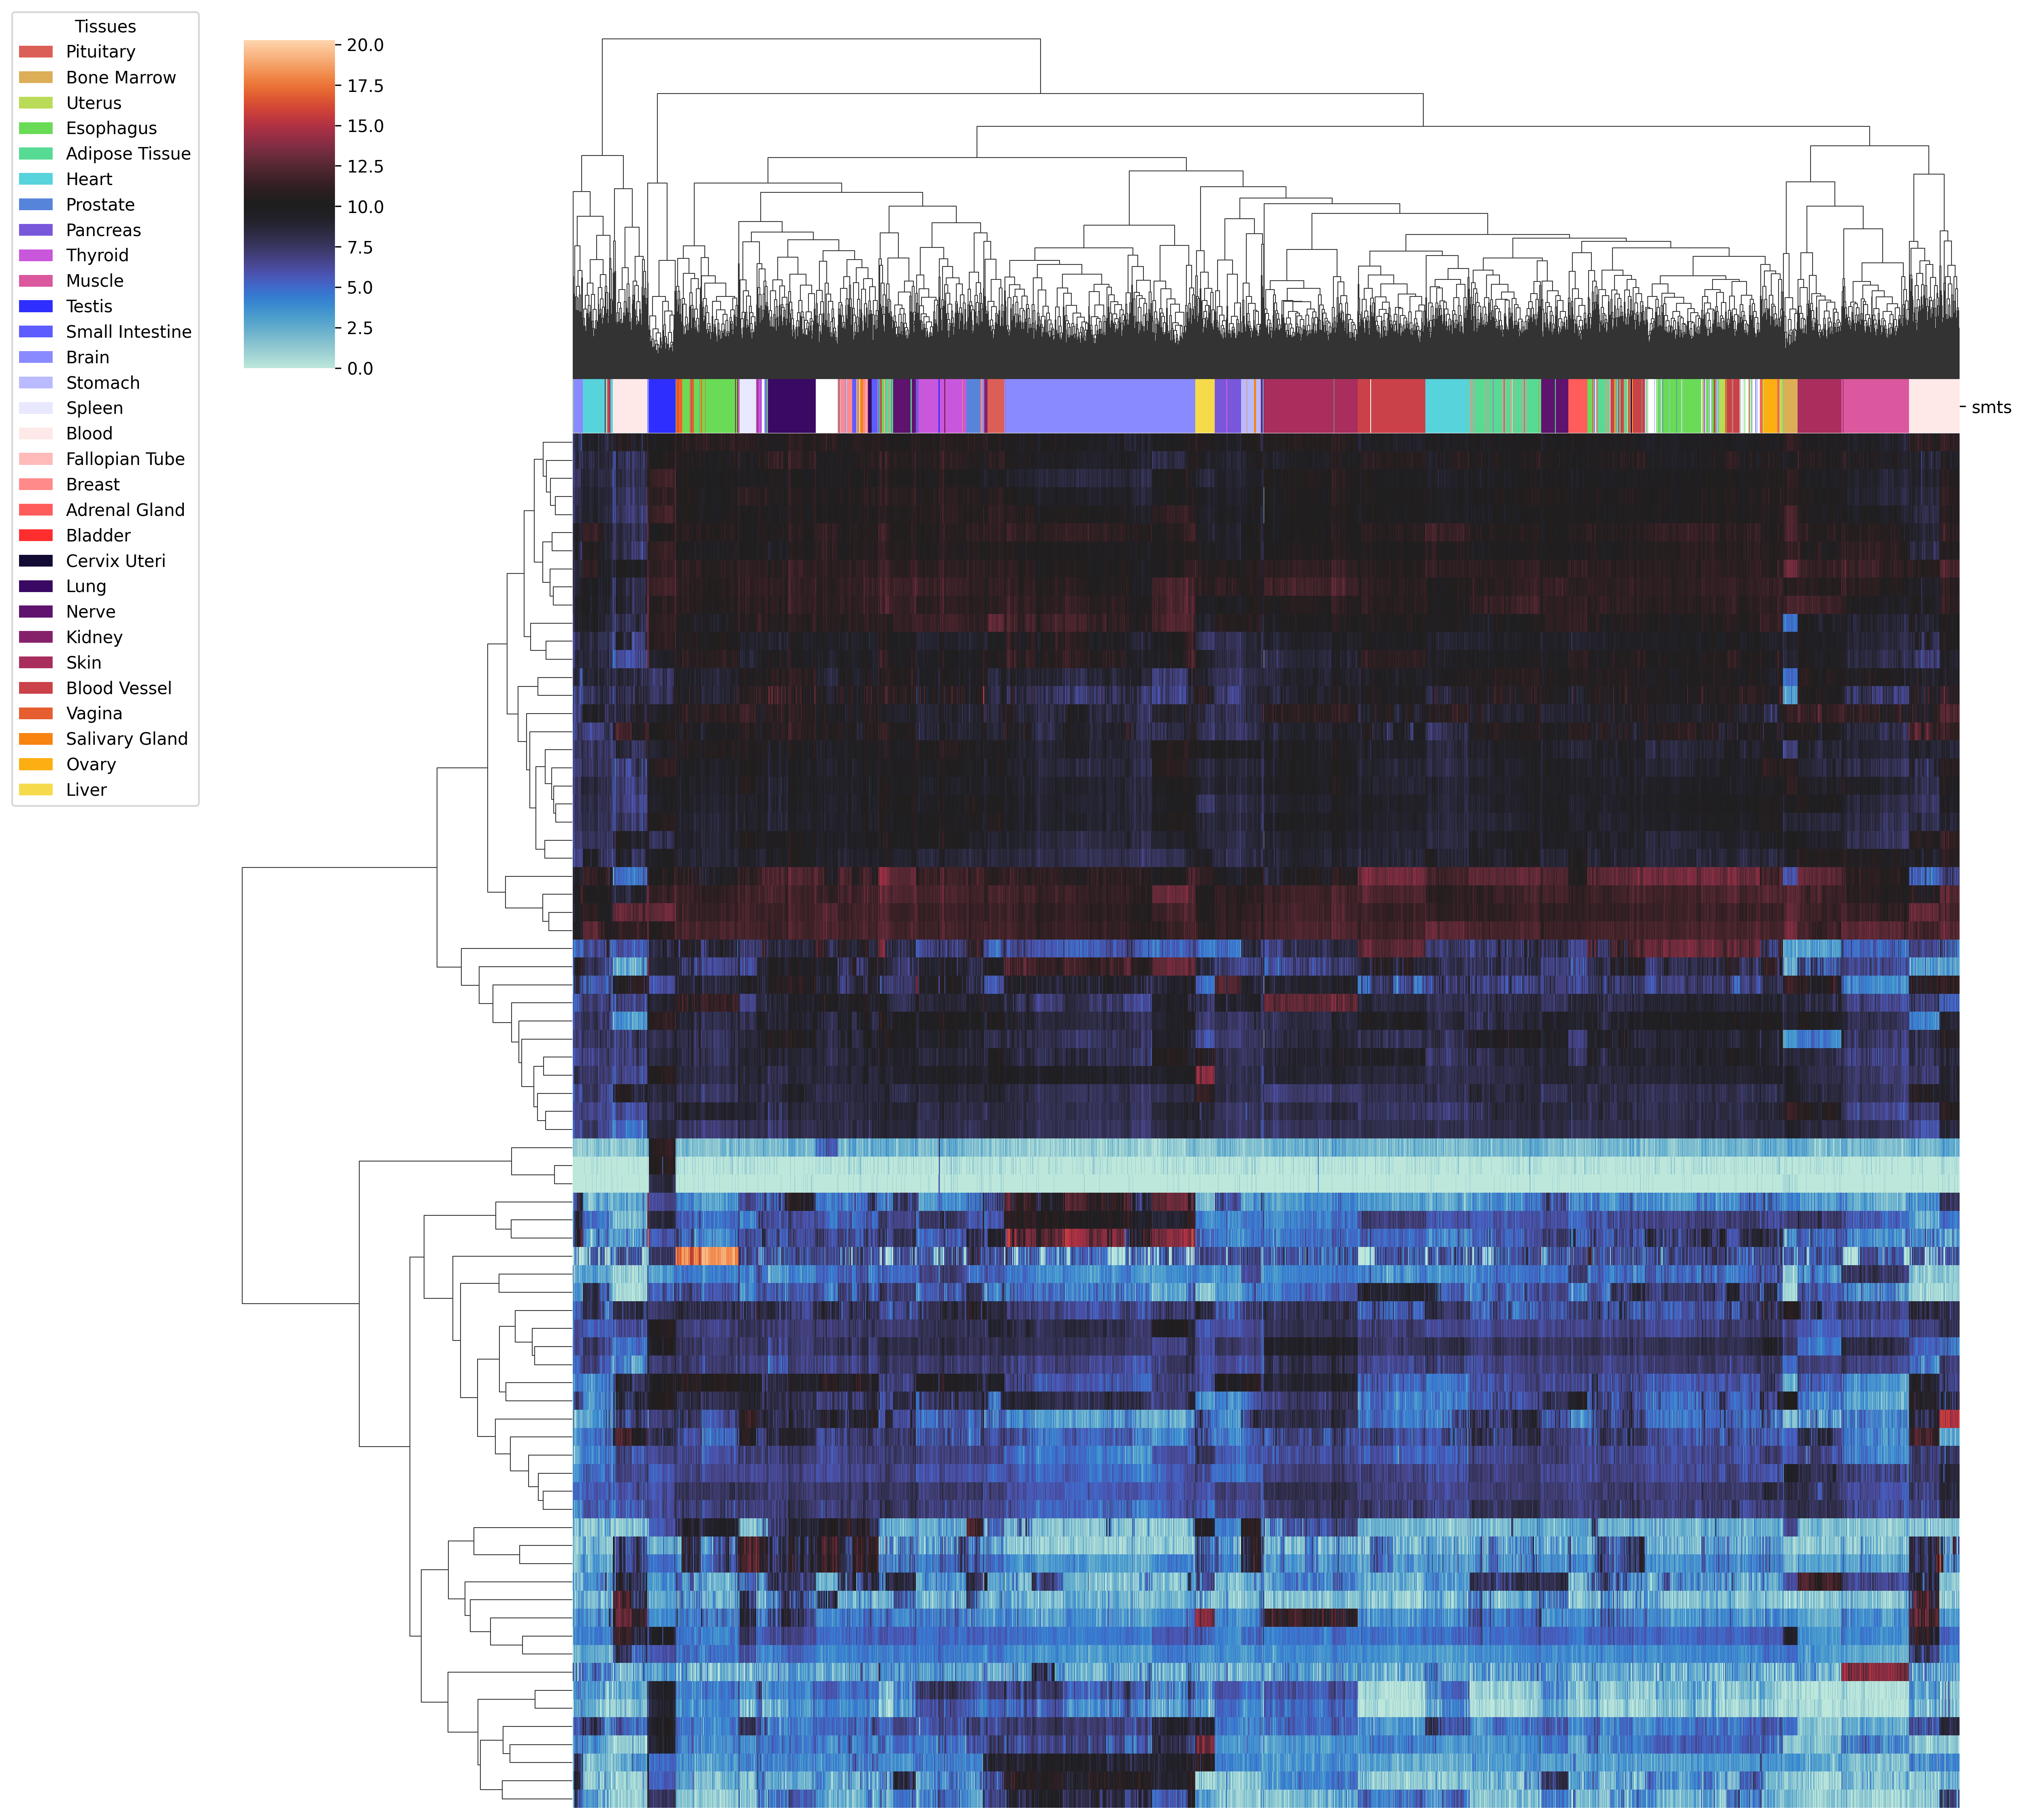 Tissues
Pituitary
Bone Marrow
Uterus
Esophagus
Adipose Tissue
Heart
Prostate
Pancreas
Thyroid
Muscle
Testis
Small Intestine
Brain
Stomach
Spleen
Blood
Fallopian Tube
Breast
Adrenal Gland
Bladder
Cervix Uteri
Lung
Nerve
Kidney
Skin
Blood Vessel
Vagina
Salivary Gland
Ovary
Liver
20.0
17.5
15.0
12.5
10.0
7.5
5.0
2.5
0.0
smts